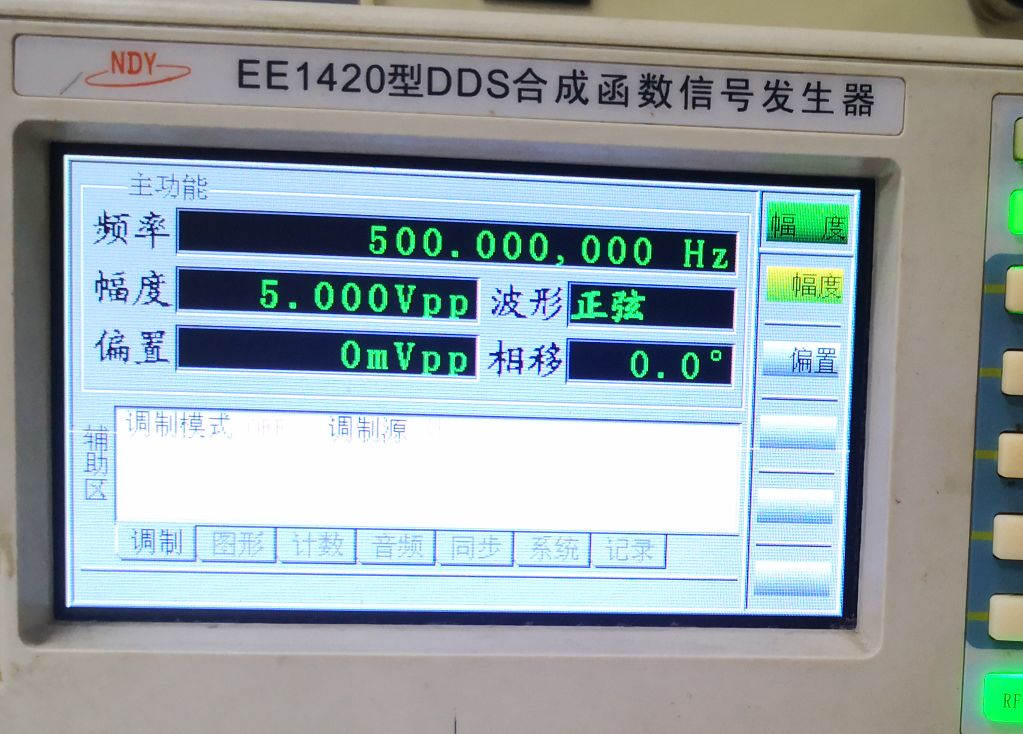 NDY
EE1420型DDS合成函数信号发生器
主功能
频率 500.000,000 Hz
幅度 5.000Vpp 波形 正弦
偏置 0mVpp 相移 0.0°
幅 度
幅度
偏置
辅助区
调制模式 OFF 调制源
调制 图形 计数 音频 同步 系统 记录
RF